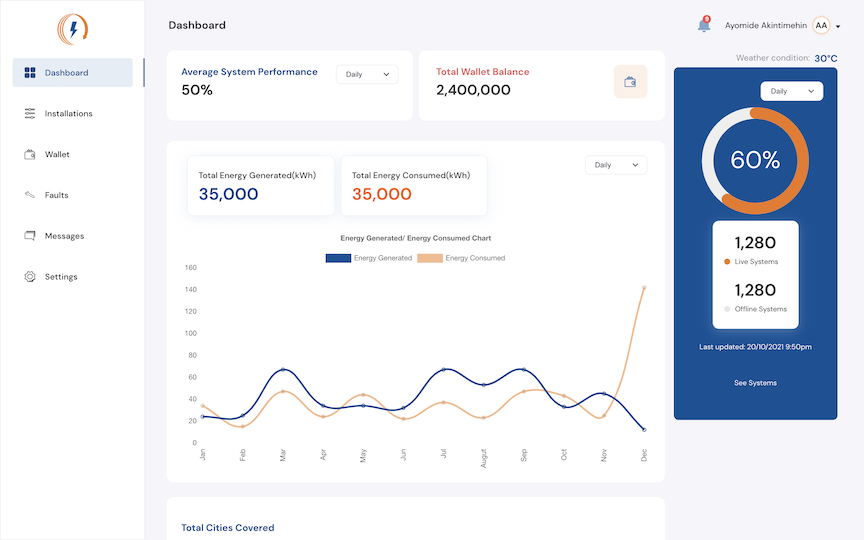 Dashboard
8
Ayomide Akintimehin
AA
Dashboard
Installations
Wallet
Faults
Messages
Settings
Average System Performance
50%
Daily
Total Wallet Balance
2,400,000
Weather condition: 30°C
Daily
60%
1,280
Live Systems
1,280
Offline Systems
Last updated: 20/10/2021 9:50pm
See Systems
Total Energy Generated(kWh)
35,000
Total Energy Consumed(kWh)
35,000
Daily
Energy Generated/ Energy Consumed Chart
Energy Generated
Energy Consumed
160
140
120
100
80
60
40
20
0
Jan
Feb
Mar
Apr
May
Jun
Jul
Augut
Sep
Oct
Nov
Dec
Total Cities Covered